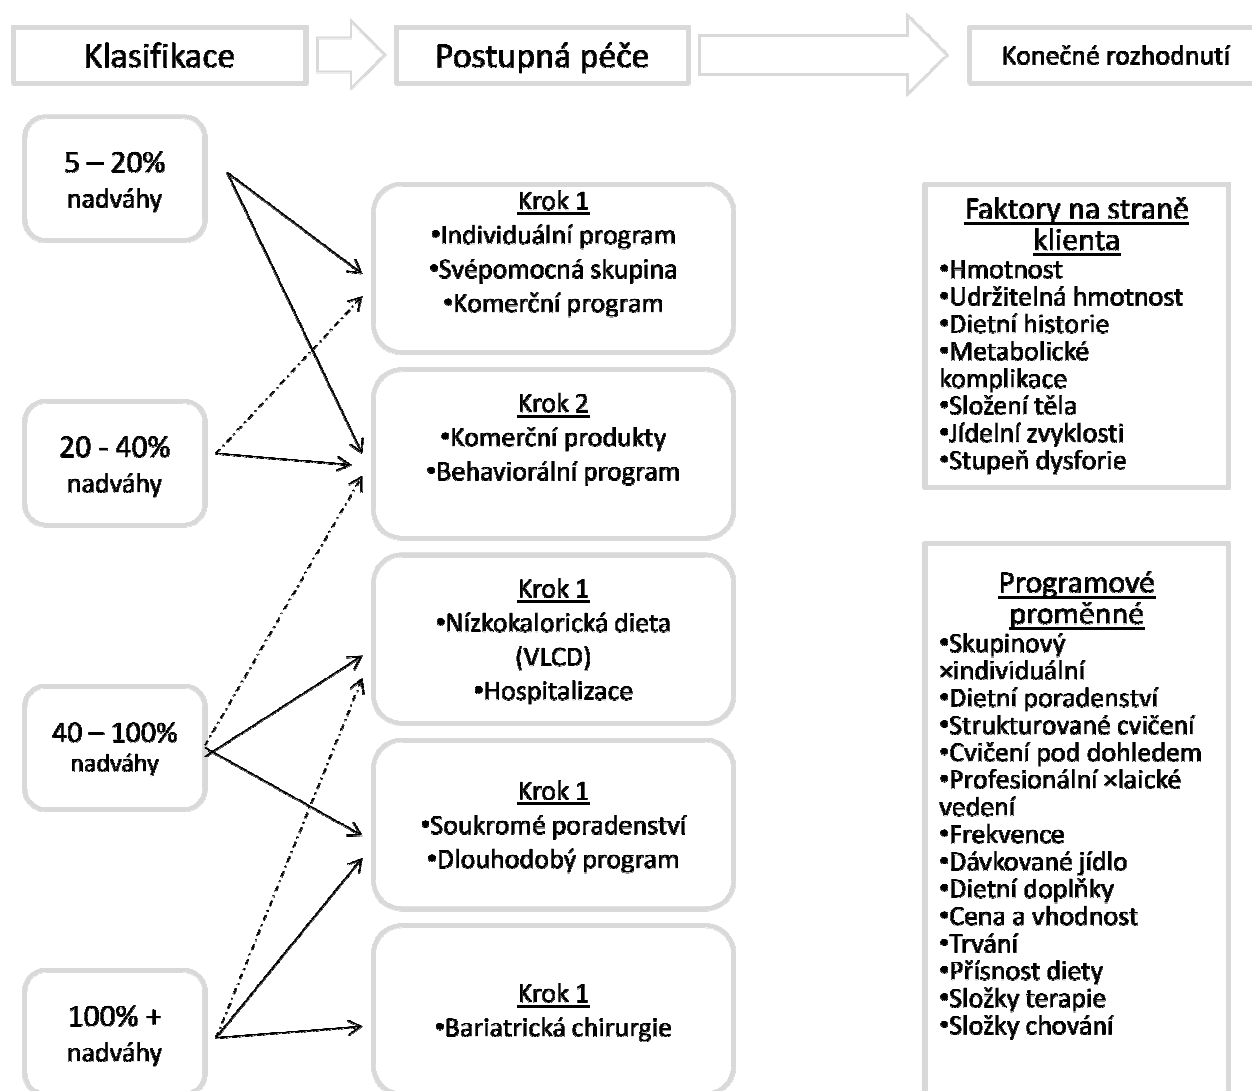 Klasifikace
Postupná péče
Konečné rozhodnutí
5 – 20%
nadváhy
20 - 40%
nadváhy
40 – 100%
nadváhy
100% +
nadváhy
Krok 1
•Individuální program
•Svépomocná skupina
•Komerční program
Krok 2
•Komerční produkty
•Behaviorální program
Krok 1
•Nízkokalorická dieta
(VLCD)
•Hospitalizace
Krok 1
•Soukromé poradenství
•Dlouhodobý program
Krok 1
•Bariatrická chirurgie
Faktory na straně
klienta
•Hmotnost
•Udržitelná hmotnost
•Dietní historie
•Metabolické
komplikace
•Složení těla
•Jídelní zvyklosti
•Stupeň dysforie
Programové
proměnné
•Skupinový
×individuální
•Dietní poradenství
•Strukturované cvičení
•Cvičení pod dohledem
•Profesionální ×laické
vedení
•Frekvence
•Dávkované jídlo
•Dietní doplňky
•Cena a vhodnost
•Trvání
•Přísnost diety
•Složky terapie
•Složky chování